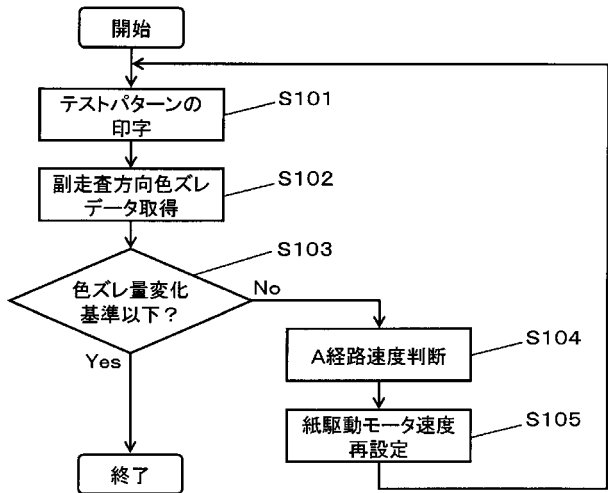 開始
テストパターンの
印字
S101
副走査方向色ズレ
データ取得
S102
色ズレ量変化
基準以下?
S103
No
Yes
A経路速度判断
S104
紙駆動モータ速度
再設定
S105
終了